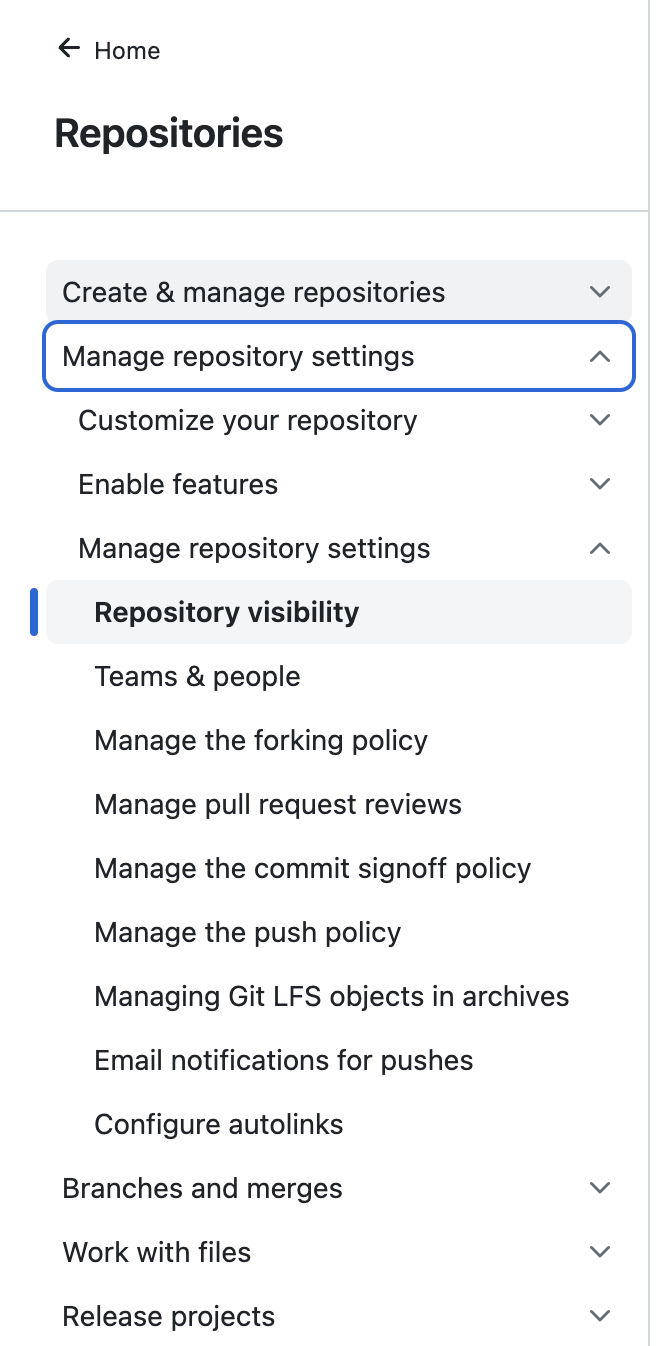 Home
Repositories
Create & manage repositories
Manage repository settings
Customize your repository
Enable features
Manage repository settings
Repository visibility
Teams & people
Manage the forking policy
Manage pull request reviews
Manage the commit signoff policy
Manage the push policy
Managing Git LFS objects in archives
Email notifications for pushes
Configure autolinks
Branches and merges
Work with files
Release projects